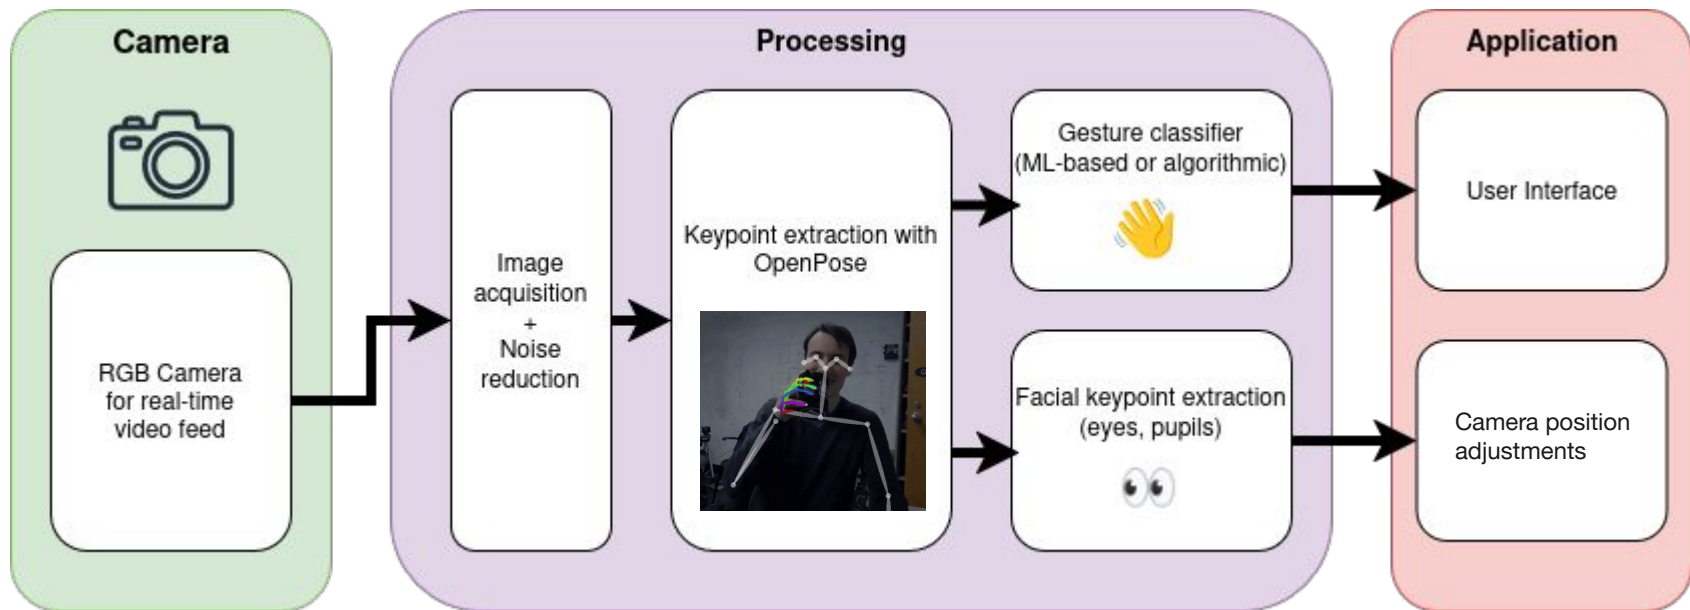 Camera
RGB Camera
for real-time
video feed
Processing
Image
acquisition
+
Noise
reduction
Keypoint extraction with
OpenPose
Gesture classifier
(ML-based or algorithmic)
Facial keypoint extraction
(eyes, pupils)
Application
User Interface
Camera position
adjustments